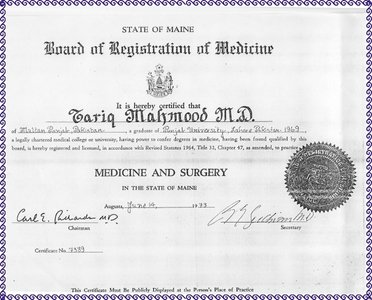 STATE OF MAINE
Board of Registration of Medicine
It is hereby certified that
Tariq Mahmood M.D.
of Multan Punjab Pakistan, a graduate of Punjab University, Lahore Pakistan 1969
a legally chartered medical college or university, having power to confer degrees in medicine, having been found qualified by this
board, is hereby registered and licensed, in accordance with Revised Statutes 1964, Title 32, Chapter 47, as amended, to practice
MEDICINE AND SURGERY
IN THE STATE OF MAINE
Augusta, June 14, 1973
Carl E. Richards M.D.
Chairman
Secretary
Certificate No. 7539
This Certificate Must Be Publicly Displayed at the Person's Place of Practice